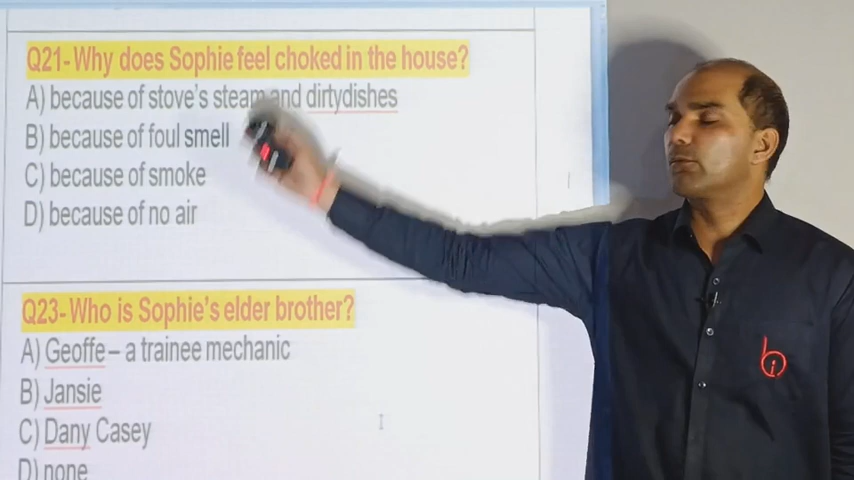 Q21- Why does Sophie feel choked in the house?
A) because of stove's steam and dirtydishes
B) because of foul smell
C) because of smoke
D) because of no air
Q23- Who is Sophie's elder brother?
A) Geoffe – a trainee mechanic
B) Jansie
C) Dany Casey
D) none
bi